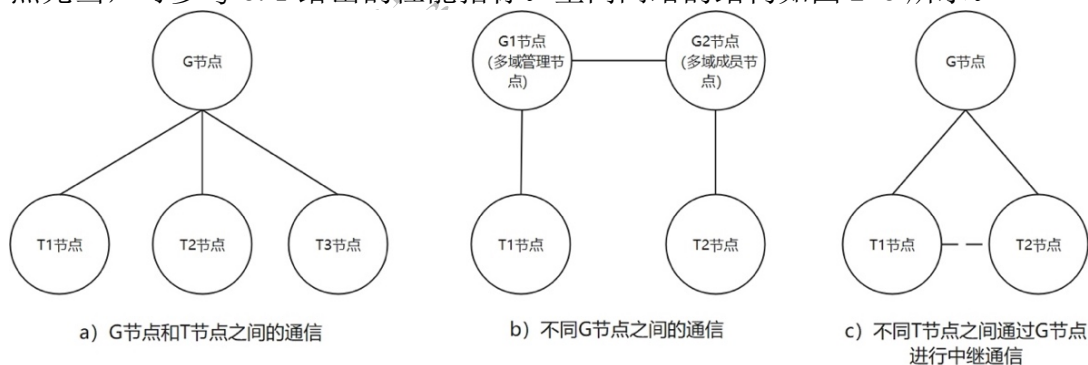 G节点
G1节点
(多域管理节
点)
G2节点
(多域成员节
点)
G节点
T1节点
T2节点
T3节点
T1节点
T2节点
T1节点
T2节点
a）G节点和T节点之间的通信
b）不同G节点之间的通信
c）不同T节点之间通过G节点
进行中继通信